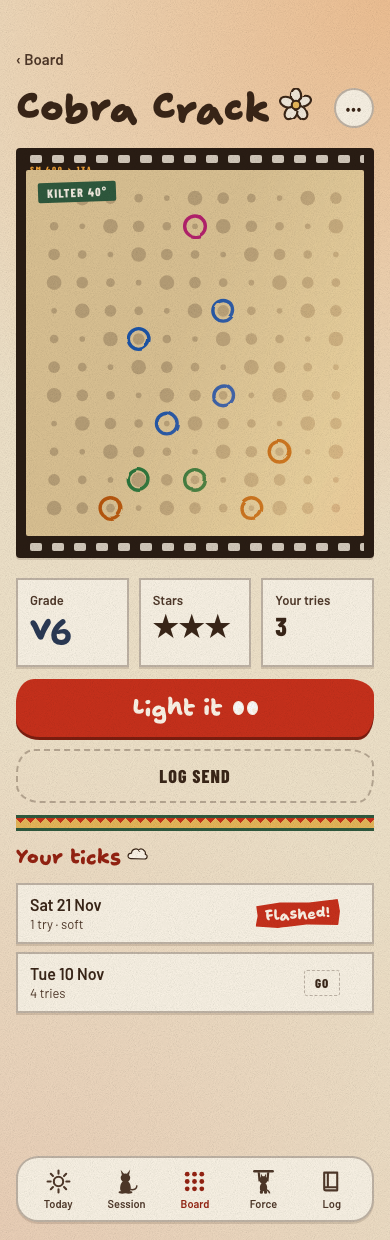 ‹ Board
Cobra Crack
KILTER 40°
Grade
V6
Stars
★★★
Your tries
3
Light it
LOG SEND
Your ticks
Sat 21 Nov
1 try · soft
Flashed!
Tue 10 Nov
4 tries
GO
Today
Session
Board
Force
Log